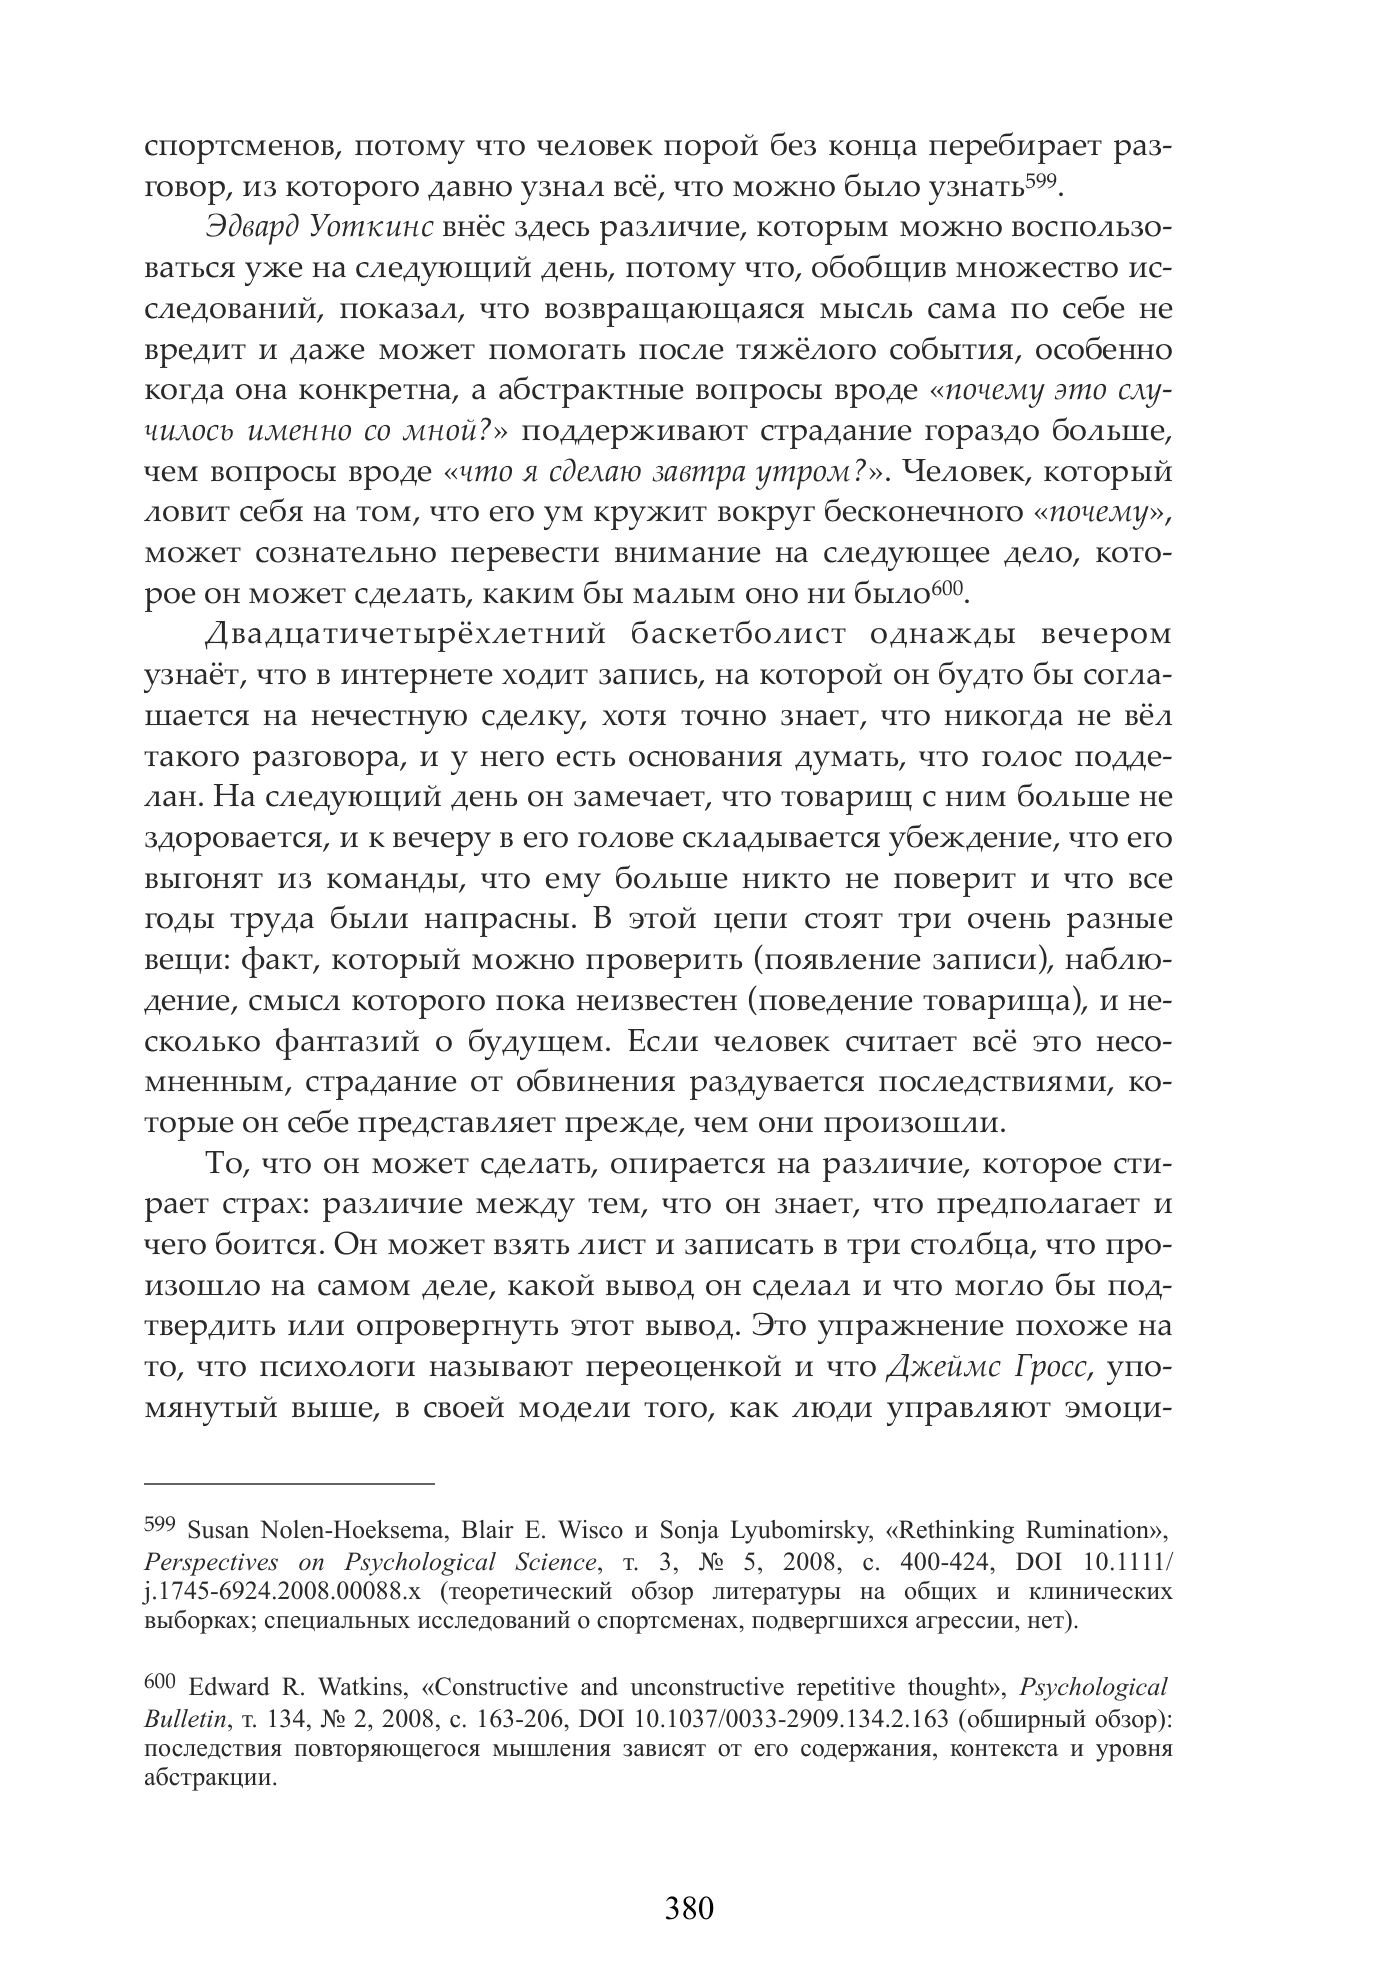 спортсменов, потому что человек порой без конца перебирает раз-
говор, из которого давно узнал всё, что можно было узнать599.
Эдвард Уоткинс внёс здесь различие, которым можно воспользо-
ваться уже на следующий день, потому что, обобщив множество ис-
следований, показал, что возвращающаяся мысль сама по себе не
вредит и даже может помогать после тяжёлого события, особенно
когда она конкретна, а абстрактные вопросы вроде «почему это слу-
чилось именно со мной?» поддерживают страдание гораздо больше,
чем вопросы вроде «что я сделаю завтра утром?». Человек, который
ловит себя на том, что его ум кружит вокруг бесконечного «почему»,
может сознательно перевести внимание на следующее дело, кото-
рое он может сделать, каким бы малым оно ни было600.
Двадцатичетырёхлетний баскетболист однажды вечером
узнаёт, что в интернете ходит запись, на которой он будто бы согла-
шается на нечестную сделку, хотя точно знает, что никогда не вёл
такого разговора, и у него есть основания думать, что голос подде-
лан. На следующий день он замечает, что товарищ с ним больше не
здоровается, и к вечеру в его голове складывается убеждение, что его
выгонят из команды, что ему больше никто не поверит и что все
годы труда были напрасны. В этой цепи стоят три очень разные
вещи: факт, который можно проверить (появление записи), наблю-
дение, смысл которого пока неизвестен (поведение товарища), и не-
сколько фантазий о будущем. Если человек считает всё это несо-
мненным, страдание от обвинения раздувается последствиями, ко-
торые он себе представляет прежде, чем они произошли.
То, что он может сделать, опирается на различие, которое сти-
рает страх: различие между тем, что он знает, что предполагает и
чего боится. Он может взять лист и записать в три столбца, что про-
изошло на самом деле, какой вывод он сделал и что могло бы под-
твердить или опровергнуть этот вывод. Это упражнение похоже на
то, что психологи называют переоценкой и что Джеймс Гросс, упо-
мянутый выше, в своей модели того, как люди управляют эмоци-
599 Susan Nolen-Hoeksema, Blair E. Wisco и Sonja Lyubomirsky, «Rethinking Rumination»,
Perspectives on Psychological Science, т. 3, № 5, 2008, с. 400-424, DOI 10.1111/
j.1745-6924.2008.00088.x (теоретический обзор литературы на общих и клинических
выборках; специальных исследований о спортсменах, подвергшихся агрессии, нет).
600 Edward R. Watkins, «Constructive and unconstructive repetitive thought», Psychological
Bulletin, т. 134, № 2, 2008, с. 163-206, DOI 10.1037/0033-2909.134.2.163 (обширный обзор):
последствия повторяющегося мышления зависят от его содержания, контекста и уровня
абстракции.
380